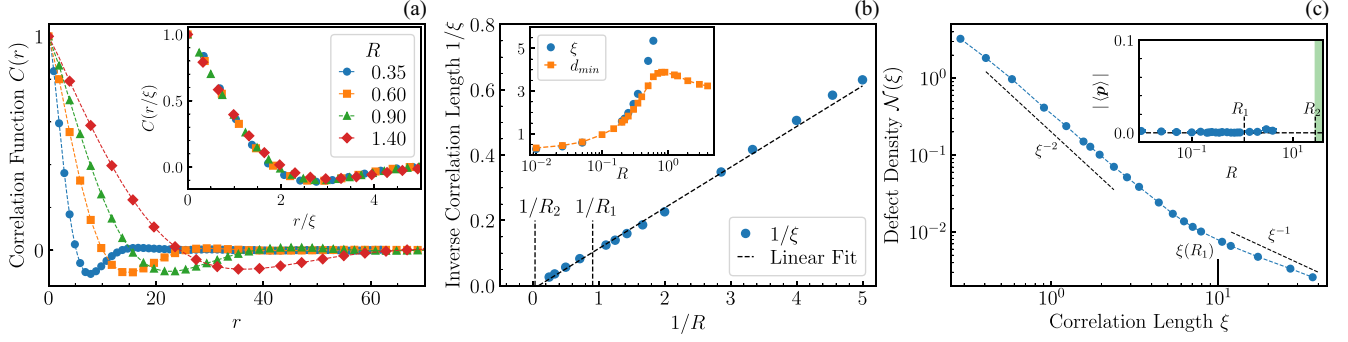 (a)
Correlation Function C(r)
1
0
0
20
40
60
r
R
0.35
0.60
0.90
1.40
C(r/ξ)
1.0
0.5
0.0
0
2
4
r/ξ
(b)
Inverse Correlation Length 1/ξ
0.8
0.6
0.4
0.2
0.0
0
1
2
3
4
5
1/R
1/R₂
1/R₁
1/ξ
Linear Fit
ξ
d_min
5
3
1
10⁻²
10⁻¹
10⁰
R
(c)
Defect Density 𝒩(ξ)
10⁰
10⁻¹
10⁻²
10⁰
10¹
Correlation Length ξ
ξ⁻²
ξ⁻¹
ξ(R₁)
|⟨p⟩|
0.1
0.0
R₁
R₂
10⁻¹
10¹
R